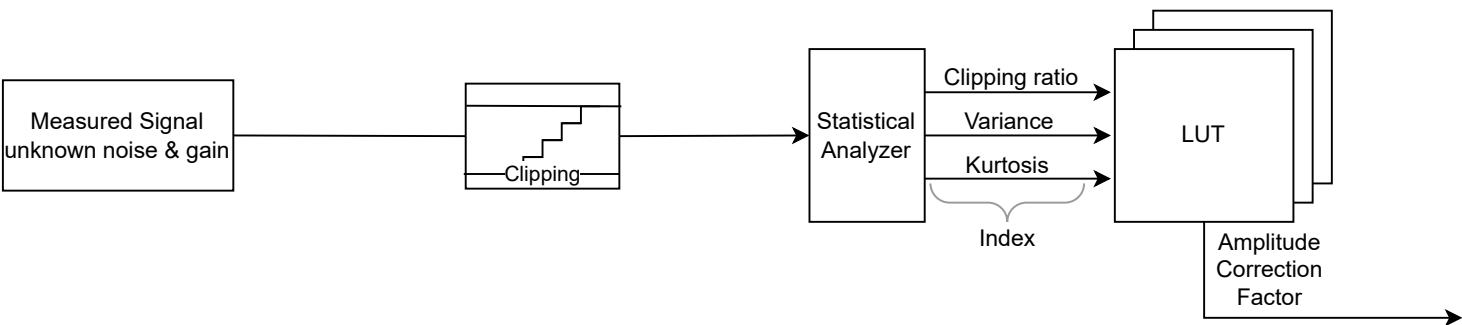 Measured Signal
unknown noise & gain
Clipping
Statistical
Analyzer
Clipping ratio
Variance
Kurtosis
Index
LUT
Amplitude
Correction
Factor